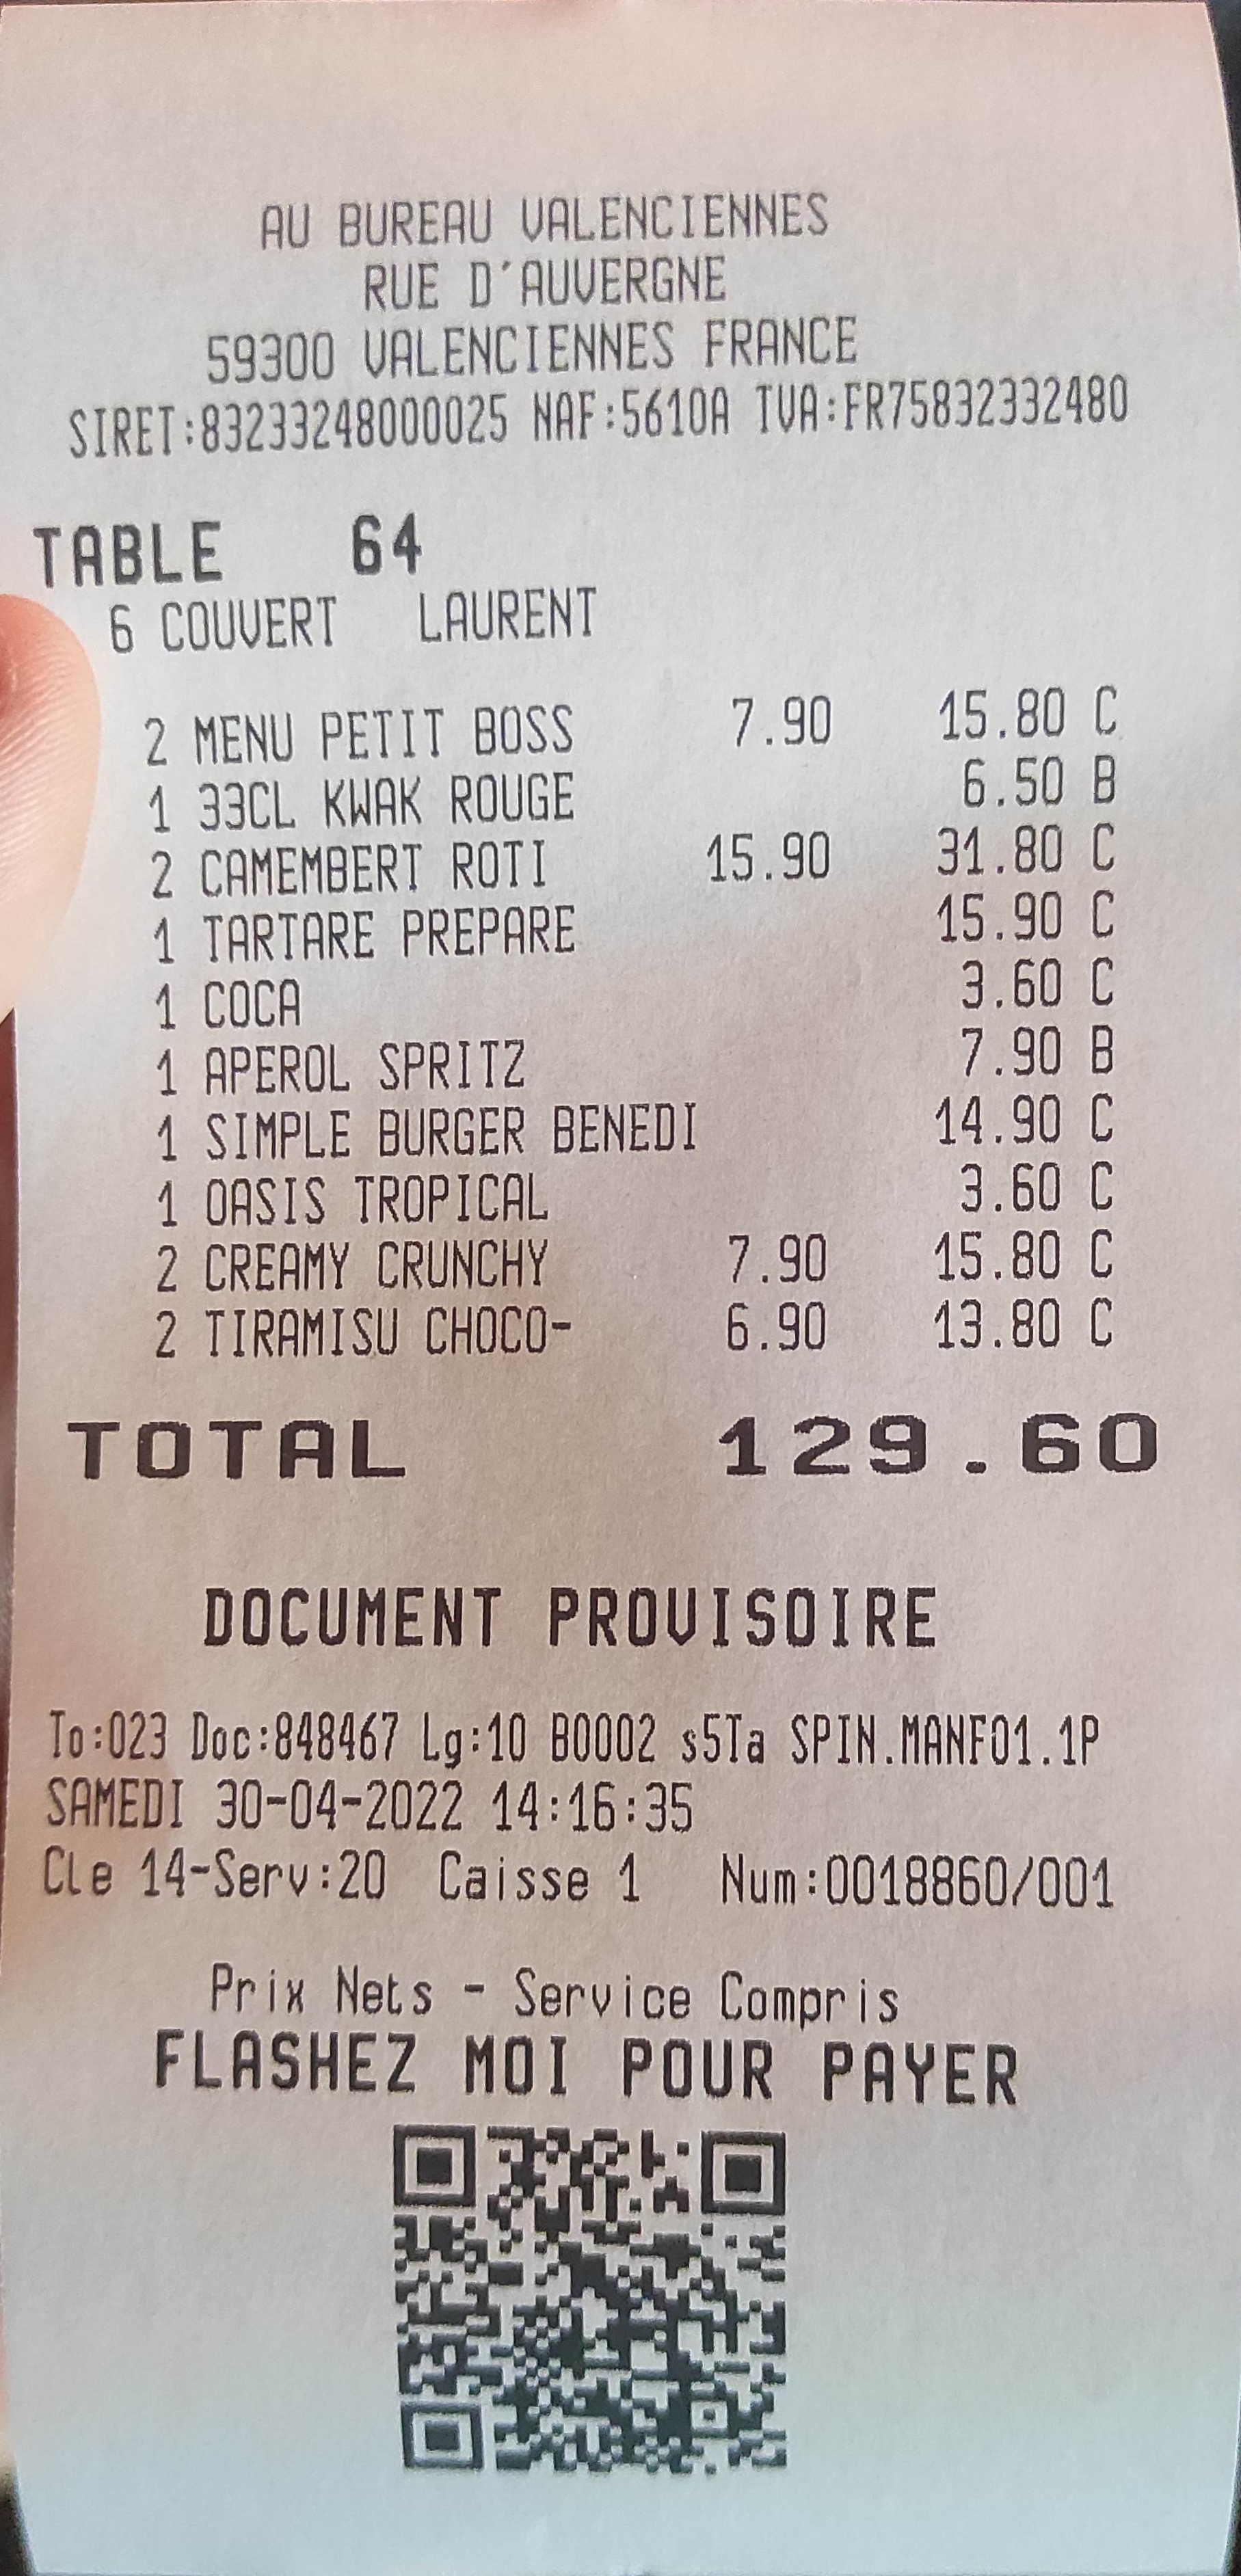 AU BUREAU VALENCIENNES
RUE D'AUVERGNE
59300 VALENCIENNES FRANCE
SIRET:83233248000025 NAF:5610A TVA:FR75832332480
TABLE 64
6 COUVERT LAURENT
2 MENU PETIT BOSS 7.90 15.80 C
1 33CL KWAK ROUGE 6.50 B
2 CAMEMBERT ROTI 15.90 31.80 C
1 TARTARE PREPARE 15.90 C
1 COCA 3.60 C
1 APEROL SPRITZ 7.90 B
1 SIMPLE BURGER BENEDI 14.90 C
1 OASIS TROPICAL 3.60 C
2 CREAMY CRUNCHY 7.90 15.80 C
2 TIRAMISU CHOCO- 6.90 13.80 C
TOTAL 129.60
DOCUMENT PROVISOIRE
To:023 Doc:848467 Lg:10 B0002 s5Ta SPIN.MANF01.1P
SAMEDI 30-04-2022 14:16:35
Cle 14-Serv:20 Caisse 1 Num:0018860/001
Prix Nets - Service Compris
FLASHEZ MOI POUR PAYER